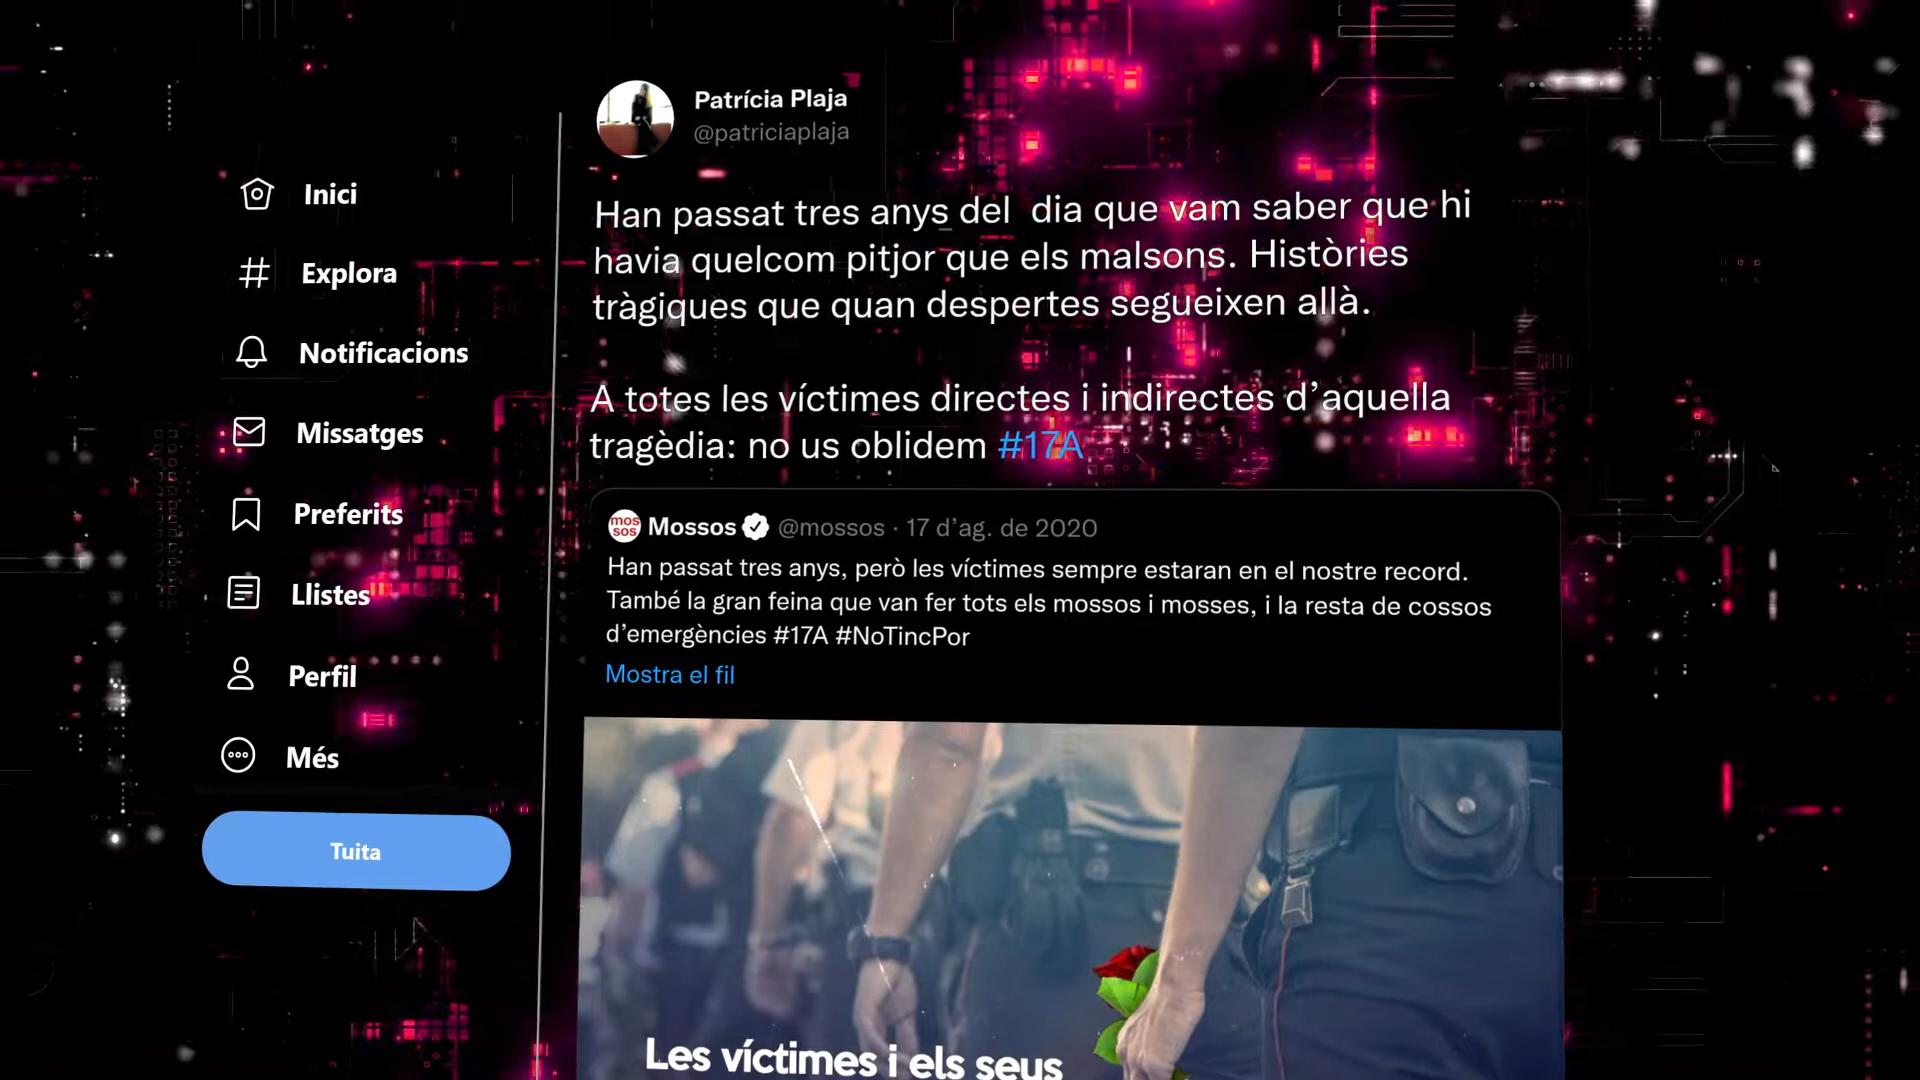 Patrícia Plaja
@patriciaplaja
Inici
Explora
Notificacions
Missatges
Preferits
Llistes
Perfil
Més
Tuita
Han passat tres anys del dia que vam saber que hi
havia quelcom pitjor que els malsons. Històries
tràgiques que quan despertes segueixen allà.
A totes les víctimes directes i indirectes d’aquella
tragèdia: no us oblidem #17A
mos
sos
Mossos @mossos · 17 d’ag. de 2020
Han passat tres anys, però les víctimes sempre estaran en el nostre record.
També la gran feina que van fer tots els mossos i mosses, i la resta de cossos
d’emergències #17A #NoTincPor
Mostra el fil
Les víctimes i els seus